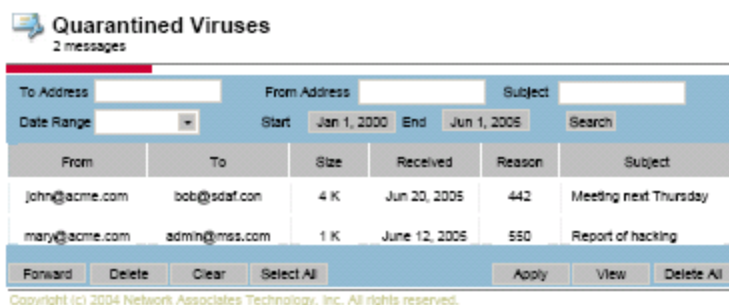 Quarantined Viruses
2 messages
To Address From Address Subject
Date Range Start Jan 1, 2000 End Jun 1, 2005 Search
From To Size Received Reason Subject
john@acme.com bob@sdaf.con 4 K Jun 20, 2005 442 Meeting next Thursday
mary@acme.com admin@mss.com 1 K June 12, 2005 550 Report of hacking
Forward Delete Clear Select All Apply View Delete All
Copyright (c) 2004 Network Associates Technology, Inc. All rights reserved.